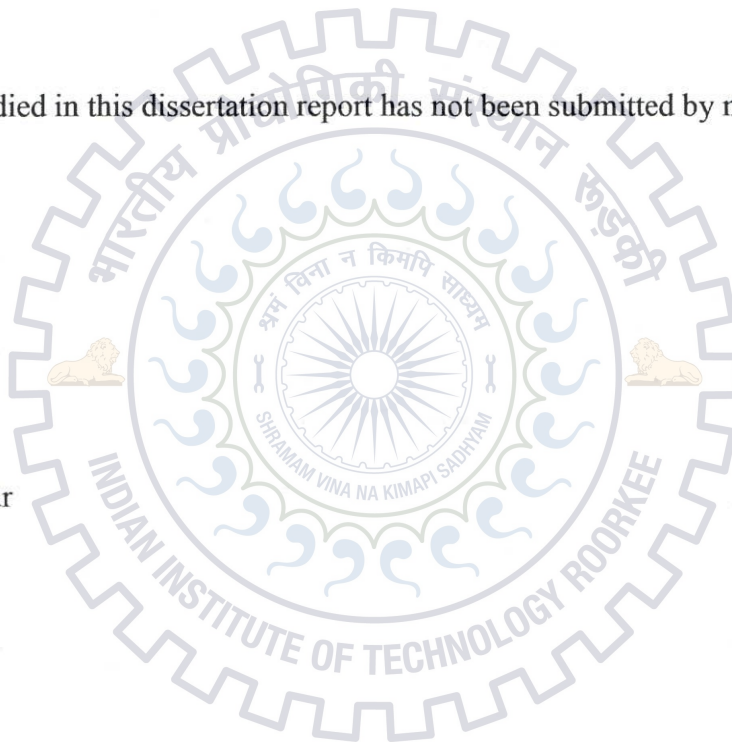 भारतीय प्रौद्योगिकी संस्थान रुड़की
died in this dissertation report has not been submitted by m
श्रमं विना न किमपि साध्यम्
SHRAMAM VINA NA KIMAPI SADHYAM
r
INDIAN INSTITUTE OF TECHNOLOGY ROORKEE